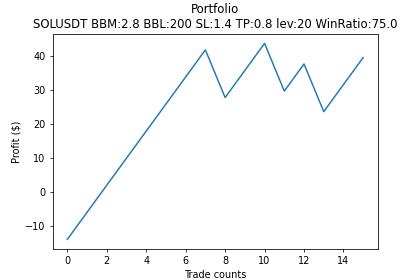 Portfolio
SOLUSDT BBM:2.8 BBL:200 SL:1.4 TP:0.8 lev:20 WinRatio:75.0
40
30
20
10
0
−10
Profit ($)
0 2 4 6 8 10 12 14
Trade counts